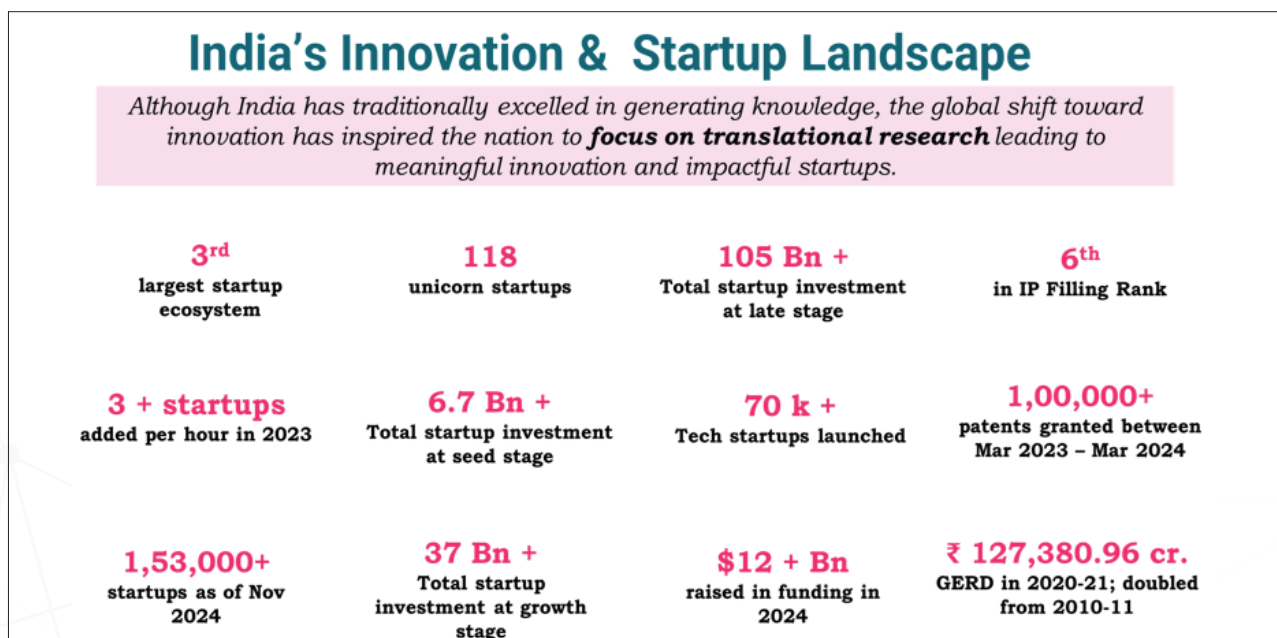 India’s Innovation & Startup Landscape
Although India has traditionally excelled in generating knowledge, the global shift toward
innovation has inspired the nation to focus on translational research leading to
meaningful innovation and impactful startups.
3rd
largest startup
ecosystem
118
unicorn startups
105 Bn +
Total startup investment
at late stage
6th
in IP Filling Rank
3 + startups
added per hour in 2023
6.7 Bn +
Total startup investment
at seed stage
70 k +
Tech startups launched
1,00,000+
patents granted between
Mar 2023 – Mar 2024
1,53,000+
startups as of Nov
2024
37 Bn +
Total startup
investment at growth
stage
$12 + Bn
raised in funding in
2024
₹ 127,380.96 cr.
GERD in 2020-21; doubled
from 2010-11